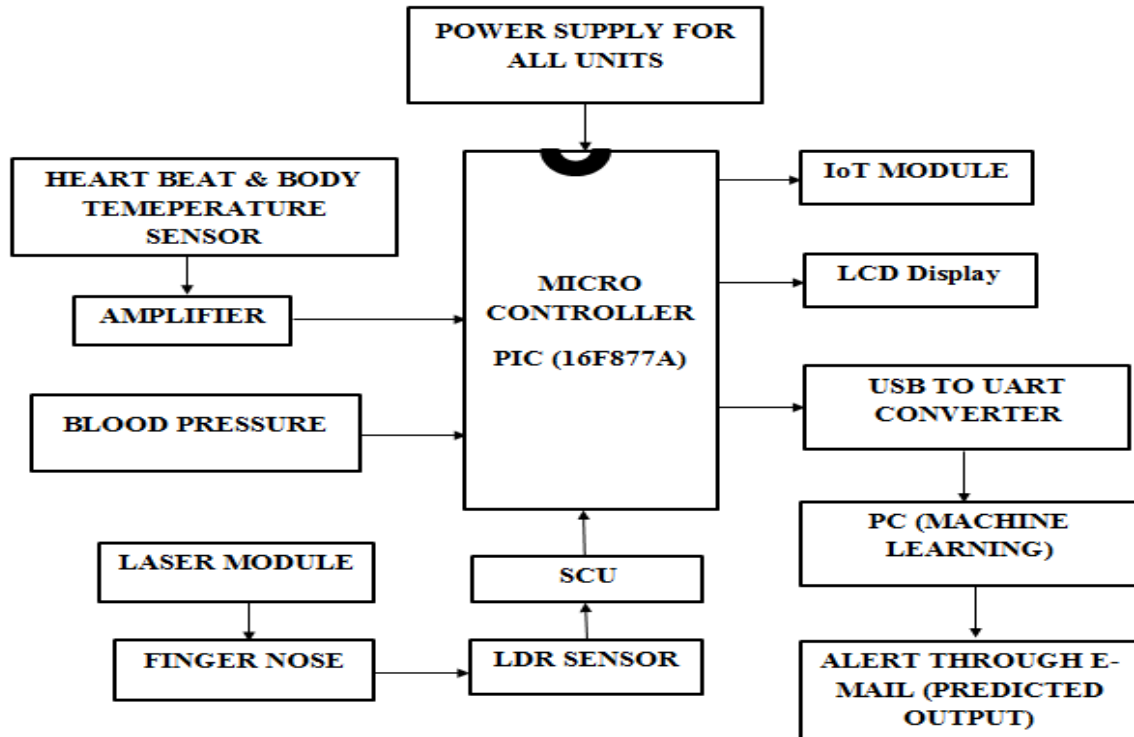 POWER SUPPLY FOR
ALL UNITS
HEART BEAT & BODY
TEMEPERATURE
SENSOR
AMPLIFIER
BLOOD PRESSURE
LASER MODULE
FINGER NOSE
LDR SENSOR
SCU
MICRO
CONTROLLER
PIC (16F877A)
IoT MODULE
LCD Display
USB TO UART
CONVERTER
PC (MACHINE
LEARNING)
ALERT THROUGH E-
MAIL (PREDICTED
OUTPUT)